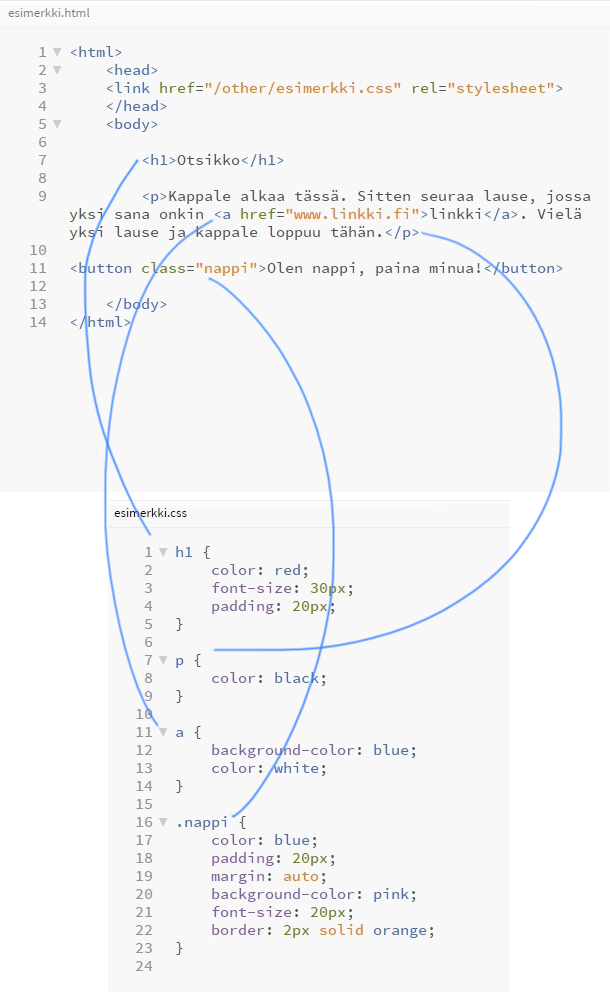 esimerkki.html
1 <html>
2 <head>
3 <link href="/other/esimerkki.css" rel="stylesheet">
4 </head>
5 <body>
6
7 <h1>Otsikko</h1>
8
9 <p>Kappale alkaa tässä. Sitten seuraa lause, jossa
yksi sana onkin <a href="www.linkki.fi">linkki</a>. Vielä
yksi lause ja kappale loppuu tähän.</p>
10
11 <button class="nappi">Olen nappi, paina minua!</button>
12
13 </body>
14 </html>
esimerkki.css
1 h1 {
2 color: red;
3 font-size: 30px;
4 padding: 20px;
5 }
6
7 p {
8 color: black;
9 }
10
11 a {
12 background-color: blue;
13 color: white;
14 }
15
16 .nappi {
17 color: blue;
18 padding: 20px;
19 margin: auto;
20 background-color: pink;
21 font-size: 20px;
22 border: 2px solid orange;
23 }
24